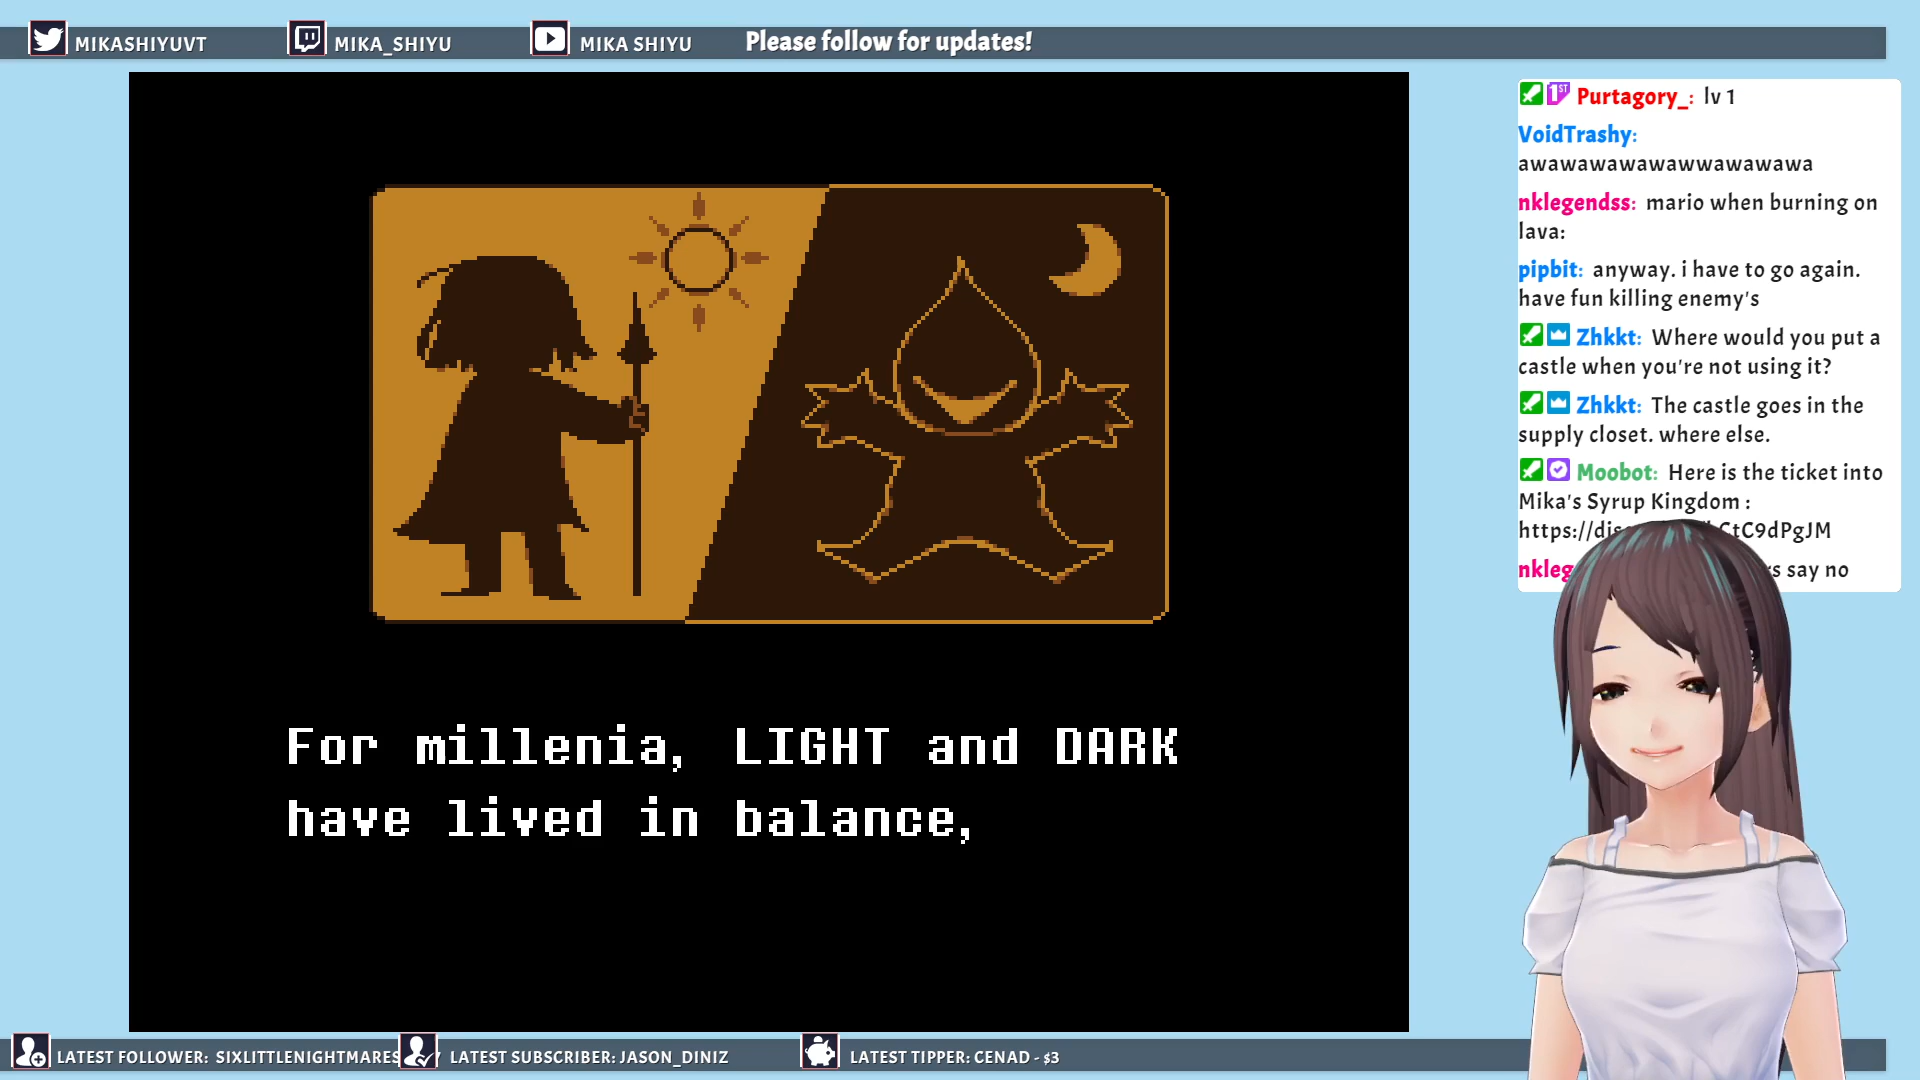 MIKASHIYUVT
MIKA_SHIYU
MIKA SHIYU
Please follow for updates!
1ST Purtagory_: lv 1
VoidTrashy:
awawawawawawwawawawa
nklegendss: mario when burning on
lava:
pipbit: anyway. i have to go again.
have fun killing enemy's
Zhkkt: Where would you put a
castle when you're not using it?
Zhkkt: The castle goes in the
supply closet. where else.
Moobot: Here is the ticket into
Mika's Syrup Kingdom :
CtC9dPgJM
say no
For millenia, LIGHT and DARK
have lived in balance,
LATEST FOLLOWER: SIXLITTLENIGHTMARES
LATEST SUBSCRIBER: JASON_DINIZ
LATEST TIPPER: CENAD - $3